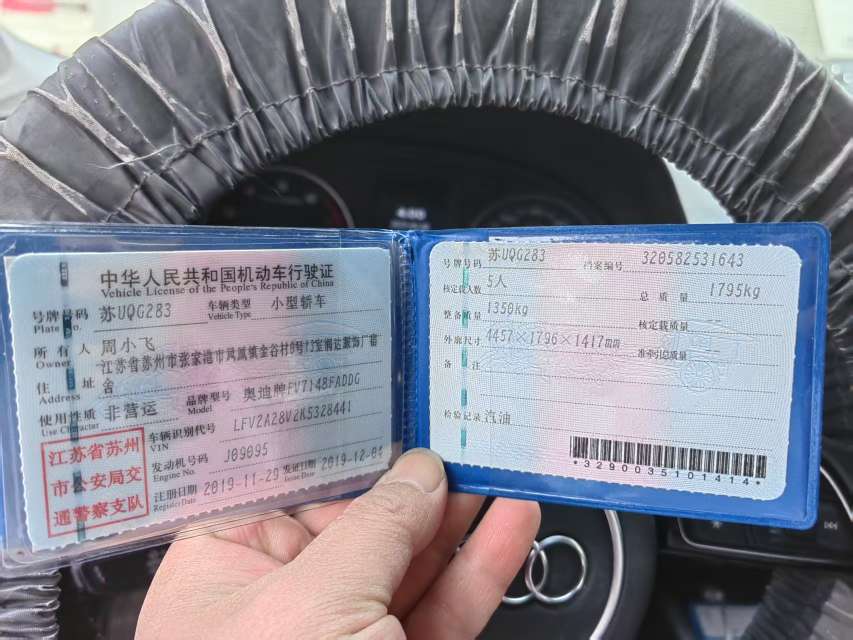 中华人民共和国机动车行驶证
Vehicle License of the People's Republic of China
号牌号码 苏UQG283 车辆类型 小型轿车
Plate No. Vehicle Type
所有人 周小飞
Owner
江苏省苏州市张家港市凤凰镇金谷村
住址 舍
Address
使用性质 非营运 品牌型号 奥迪牌FV7148FADDG
Use Character Model
车辆识别代号 LFV2A28V2K5328441
VIN
发动机号码 J09095
Engine No.
注册日期 2019-11-29 发证日期 2019-12-04
Register Date Issue Date
江苏省苏州
市公安局交
通警察支队
号牌号码 苏UQG283 档案编号 320582531643
核定载人数 5人 总质量 1795kg
整备质量 1350kg 核定载质量 --
外廓尺寸 4457×1796×1417mm 准牵引总质量 --
备注
检验记录 汽油
*3290035101414*